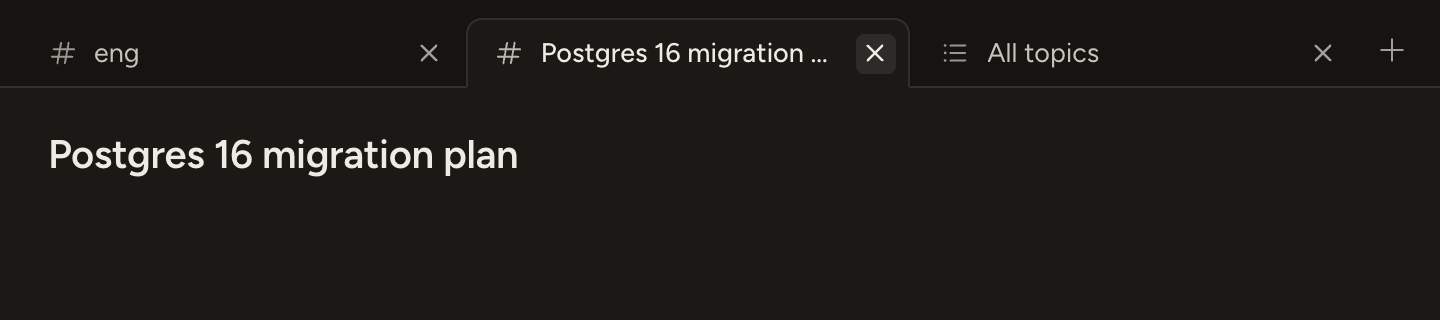 eng
Postgres 16 migration ...
All topics
Postgres 16 migration plan